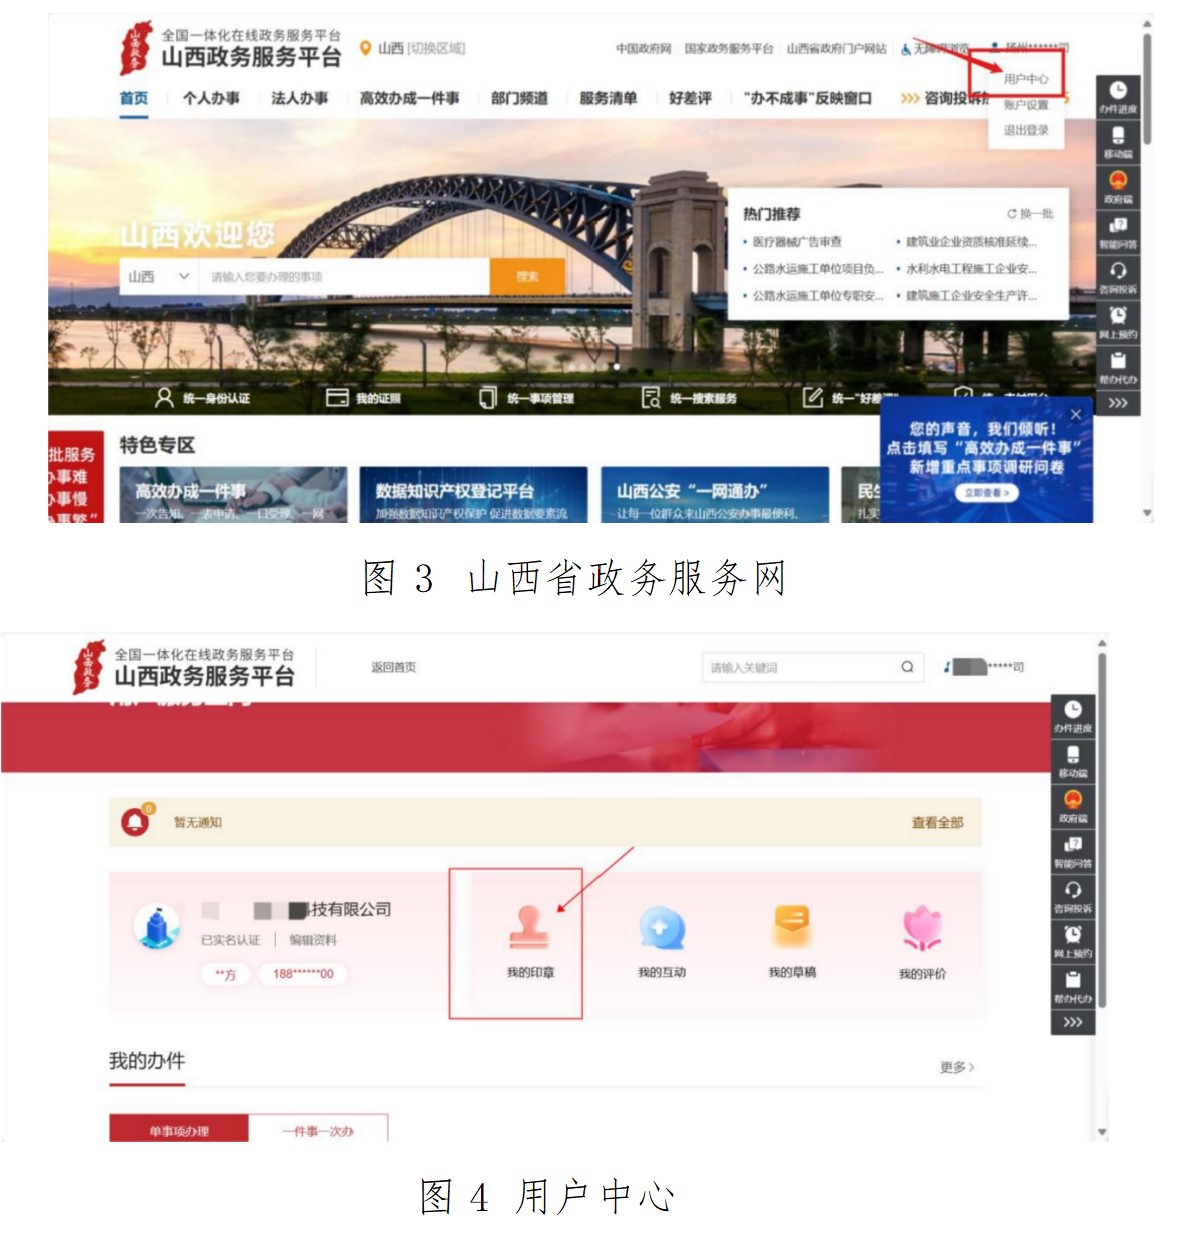 全国一体化在线政务服务平台
山西政务服务平台
山西 [切换区域]
中国政府网 国家政务服务平台 山西省政府门户网站 无障碍浏览
用户中心
账户设置
退出登录
首页 个人办事 法人办事 高效办成一件事 部门频道 服务清单 好差评 "办不成事"反映窗口 >>> 咨询投诉
山西欢迎您
山西 请输入您要办理的事项 搜索
热门推荐 换一批
医疗器械广告审查 建筑业企业资质核准延续...
公路水运施工单位项目负... 水利水电工程施工企业安...
公路水运施工单位专职安... 建筑施工企业安全生产许...
统一身份认证 我的证照 统一事项管理 统一搜索服务 统一"好差评"
办件进度
移动端
政府端
智能问答
咨询投诉
网上预约
帮办代办
>>>
批服务
办事难
办事慢
特色专区
高效办成一件事
一次告知、一表申请、一口受理、一网
数据知识产权登记平台
加强数据知识产权保护 促进数据要素流
山西公安“一网通办”
让每一位群众来山西公安办事最便利、
民生
扎实
您的声音，我们倾听！
点击填写“高效办成一件事”
新增重点事项调研问卷
立即查看 >
图 3 山西省政务服务网
全国一体化在线政务服务平台
山西政务服务平台
返回首页
请输入关键词
*****司
办件进度
移动端
政府端
智能问答
咨询投诉
网上预约
帮办代办
>>>
0
暂无通知 查看全部
技有限公司
已实名认证 | 编辑资料
**方 188******00
我的印章 我的互动 我的草稿 我的评价
我的办件 更多 >
单事项办理 一件事一次办
图 4 用户中心